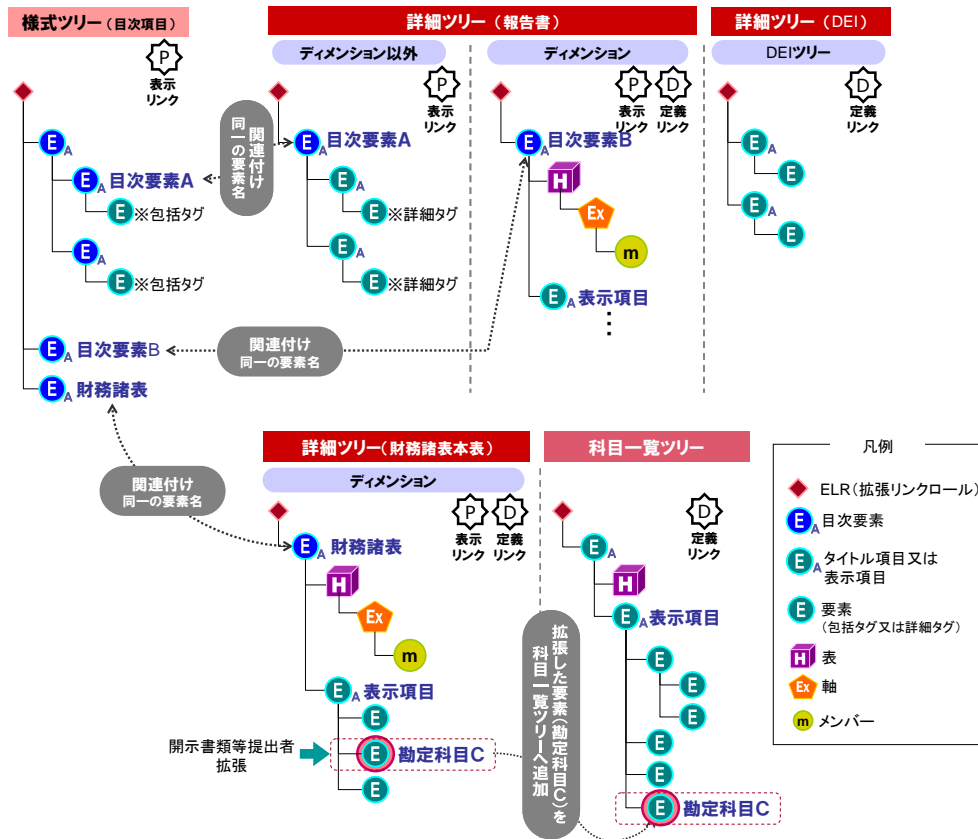 様式ツリー(目次項目)
P
表示
リンク
E A
E A 目次要素A
E ※包括タグ
E A
E ※包括タグ
E A 目次要素B
E A 財務諸表
関連付け
同一の要素名
詳細ツリー(報告書)
ディメンション以外
P
表示
リンク
E A 目次要素A
E A
E ※詳細タグ
E A
E ※詳細タグ
ディメンション
P
表示
リンク
D
定義
リンク
E A 目次要素B
H
Ex
m
E A 表示項目
関連付け
同一の要素名
詳細ツリー(DEI)
DEIツリー
D
定義
リンク
E A
E
E A
E
関連付け
同一の要素名
詳細ツリー(財務諸表本表)
ディメンション
P
表示
リンク
D
定義
リンク
E A 財務諸表
H
Ex
m
E A 表示項目
E
開示書類等提出者
拡張
E 勘定科目C
E
拡張した要素(勘定科目C)を
科目一覧ツリーへ追加
科目一覧ツリー
D
定義
リンク
E A
H
E A 表示項目
E
E
E
E
E
E 勘定科目C
凡例
ELR(拡張リンクロール)
E A 目次要素
E A タイトル項目又は
表示項目
E 要素
(包括タグ又は詳細タグ)
H 表
Ex 軸
m メンバー